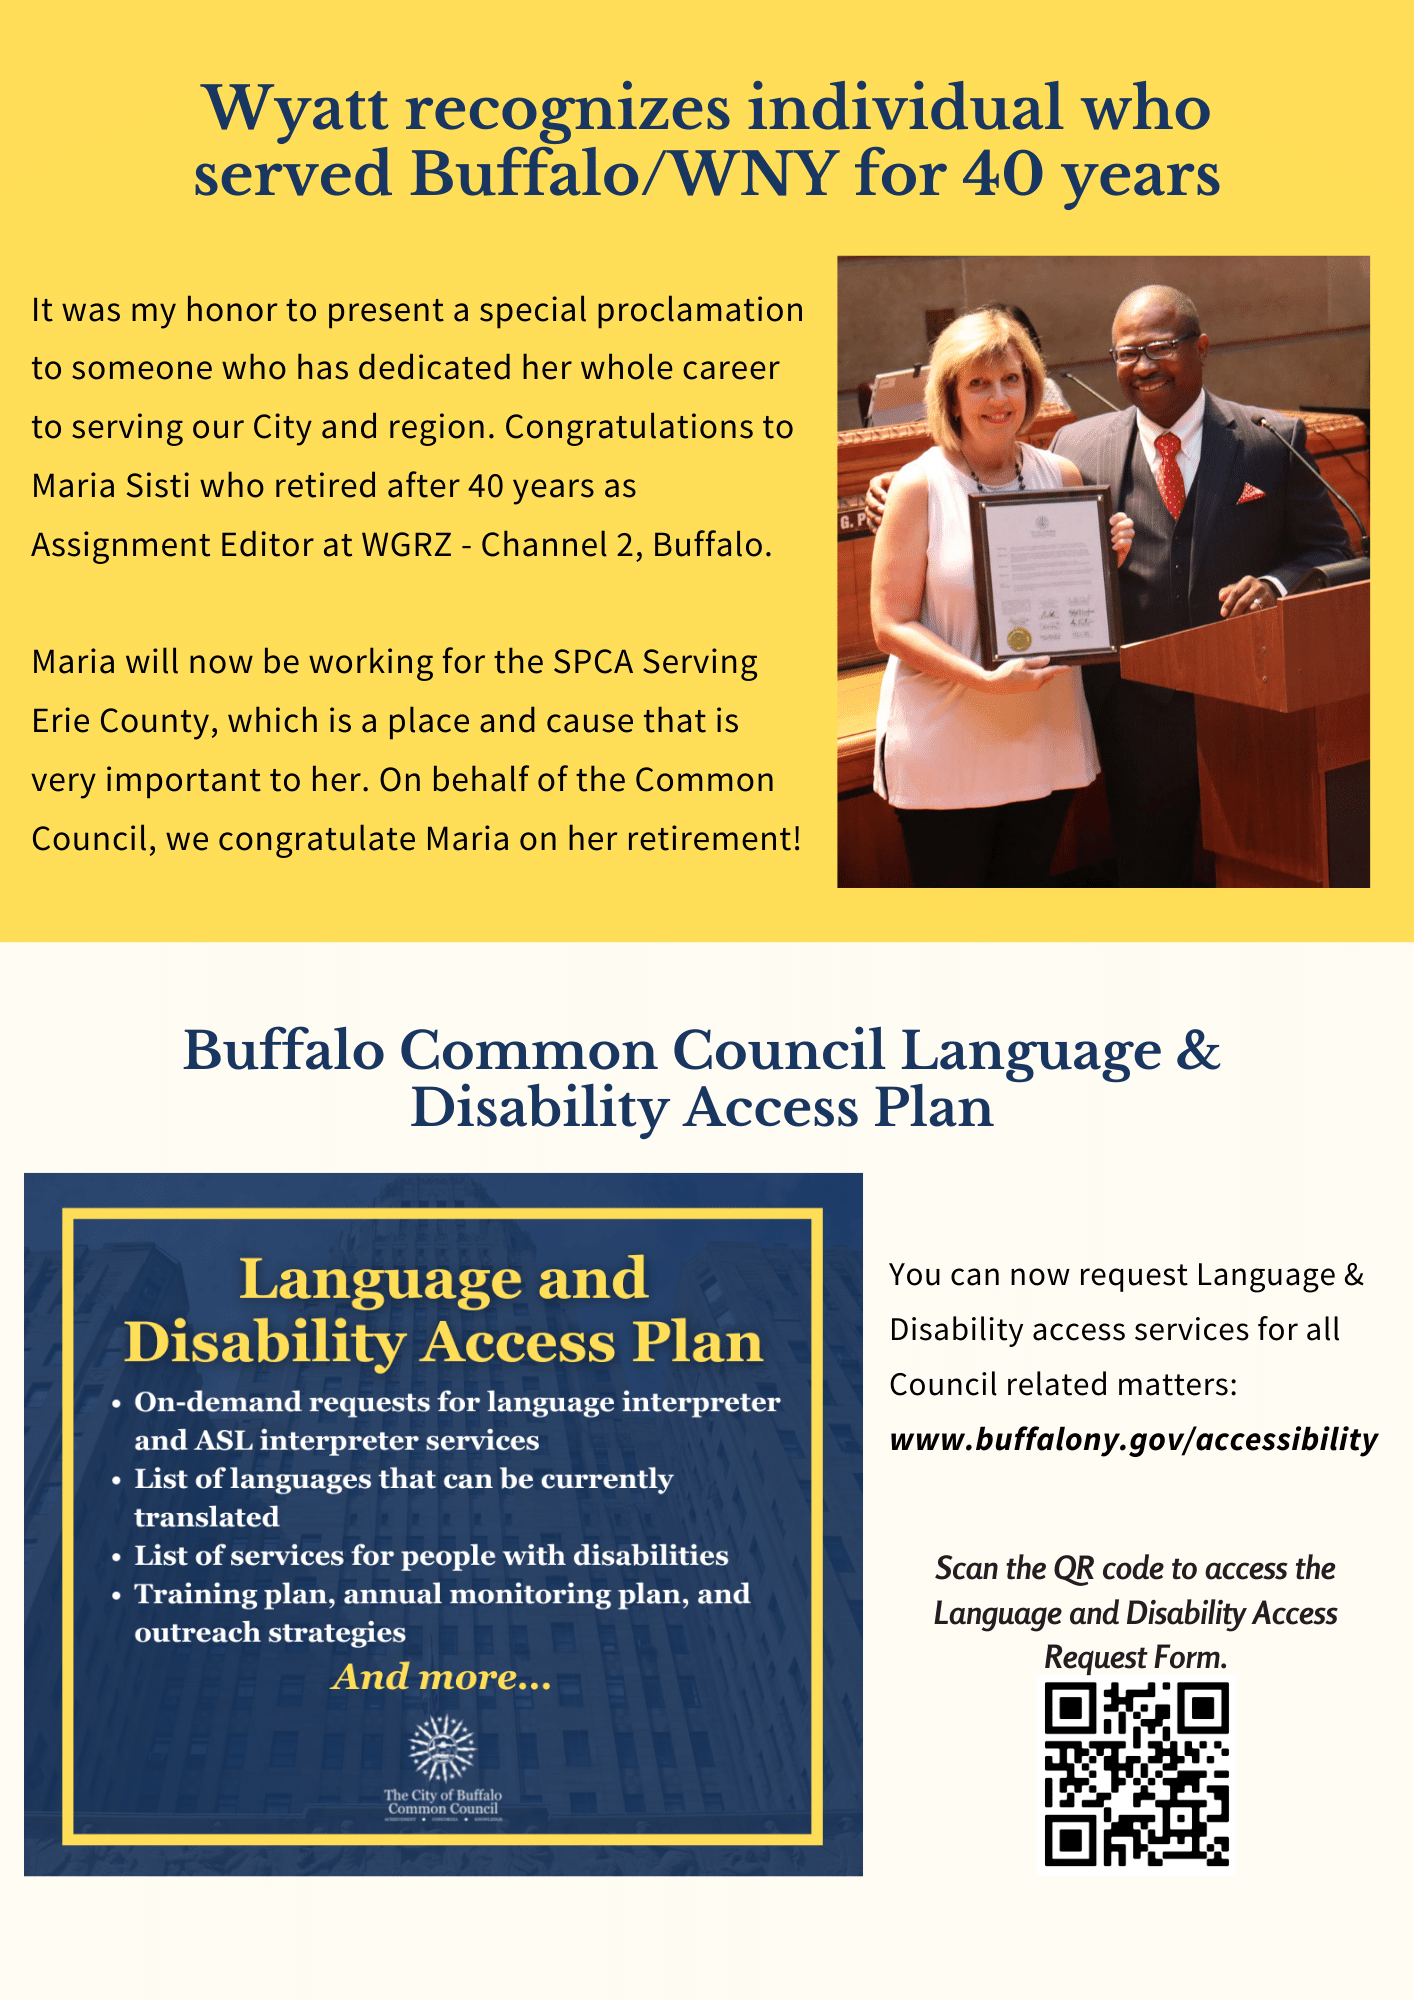 Wyatt recognizes individual who
served Buffalo/WNY for 40 years
It was my honor to present a special proclamation
to someone who has dedicated her whole career
to serving our City and region. Congratulations to
Maria Sisti who retired after 40 years as
Assignment Editor at WGRZ - Channel 2, Buffalo.
Maria will now be working for the SPCA Serving
Erie County, which is a place and cause that is
very important to her. On behalf of the Common
Council, we congratulate Maria on her retirement!
G. P
Buffalo Common Council Language &
Disability Access Plan
Language and
Disability Access Plan
• On-demand requests for language interpreter
and ASL interpreter services
• List of languages that can be currently
translated
• List of services for people with disabilities
• Training plan, annual monitoring plan, and
outreach strategies
And more...
The City of Buffalo
Common Council
You can now request Language &
Disability access services for all
Council related matters:
www.buffalony.gov/accessibility
Scan the QR code to access the
Language and Disability Access
Request Form.